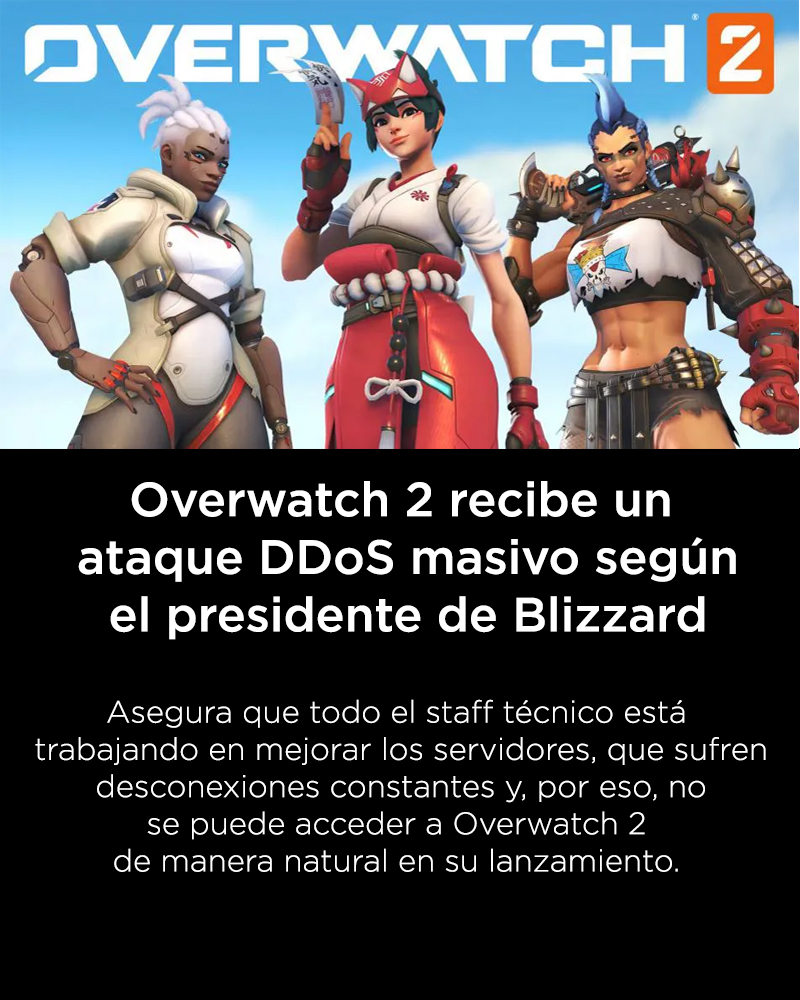 OVERWATCH® 2
Overwatch 2 recibe un
ataque DDoS masivo según
el presidente de Blizzard
Asegura que todo el staff técnico está
trabajando en mejorar los servidores, que sufren
desconexiones constantes y, por eso, no
se puede acceder a Overwatch 2
de manera natural en su lanzamiento.